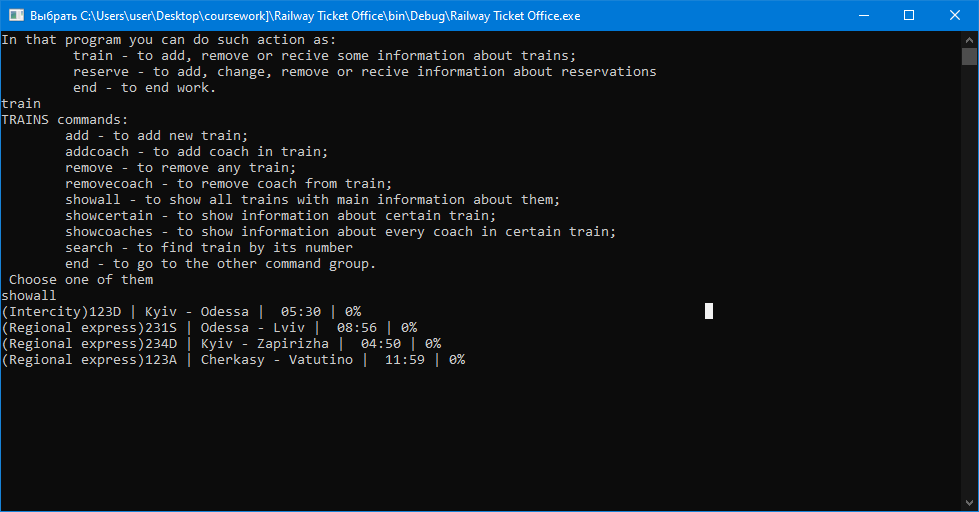 Выбрать C:\Users\user\Desktop\coursework]\Railway Ticket Office\bin\Debug\Railway Ticket Office.exe
In that program you can do such action as:
train - to add, remove or recive some information about trains;
reserve - to add, change, remove or recive information about reservations
end - to end work.
train
TRAINS commands:
add - to add new train;
addcoach - to add coach in train;
remove - to remove any train;
removecoach - to remove coach from train;
showall - to show all trains with main information about them;
showcertain - to show information about certain train;
showcoaches - to show information about every coach in certain train;
search - to find train by its number
end - to go to the other command group.
Choose one of them
showall
(Intercity)123D | Kyiv - Odessa |  05:30 | 0%
(Regional express)231S | Odessa - Lviv |  08:56 | 0%
(Regional express)234D | Kyiv - Zapirizha |  04:50 | 0%
(Regional express)123A | Cherkasy - Vatutino |  11:59 | 0%